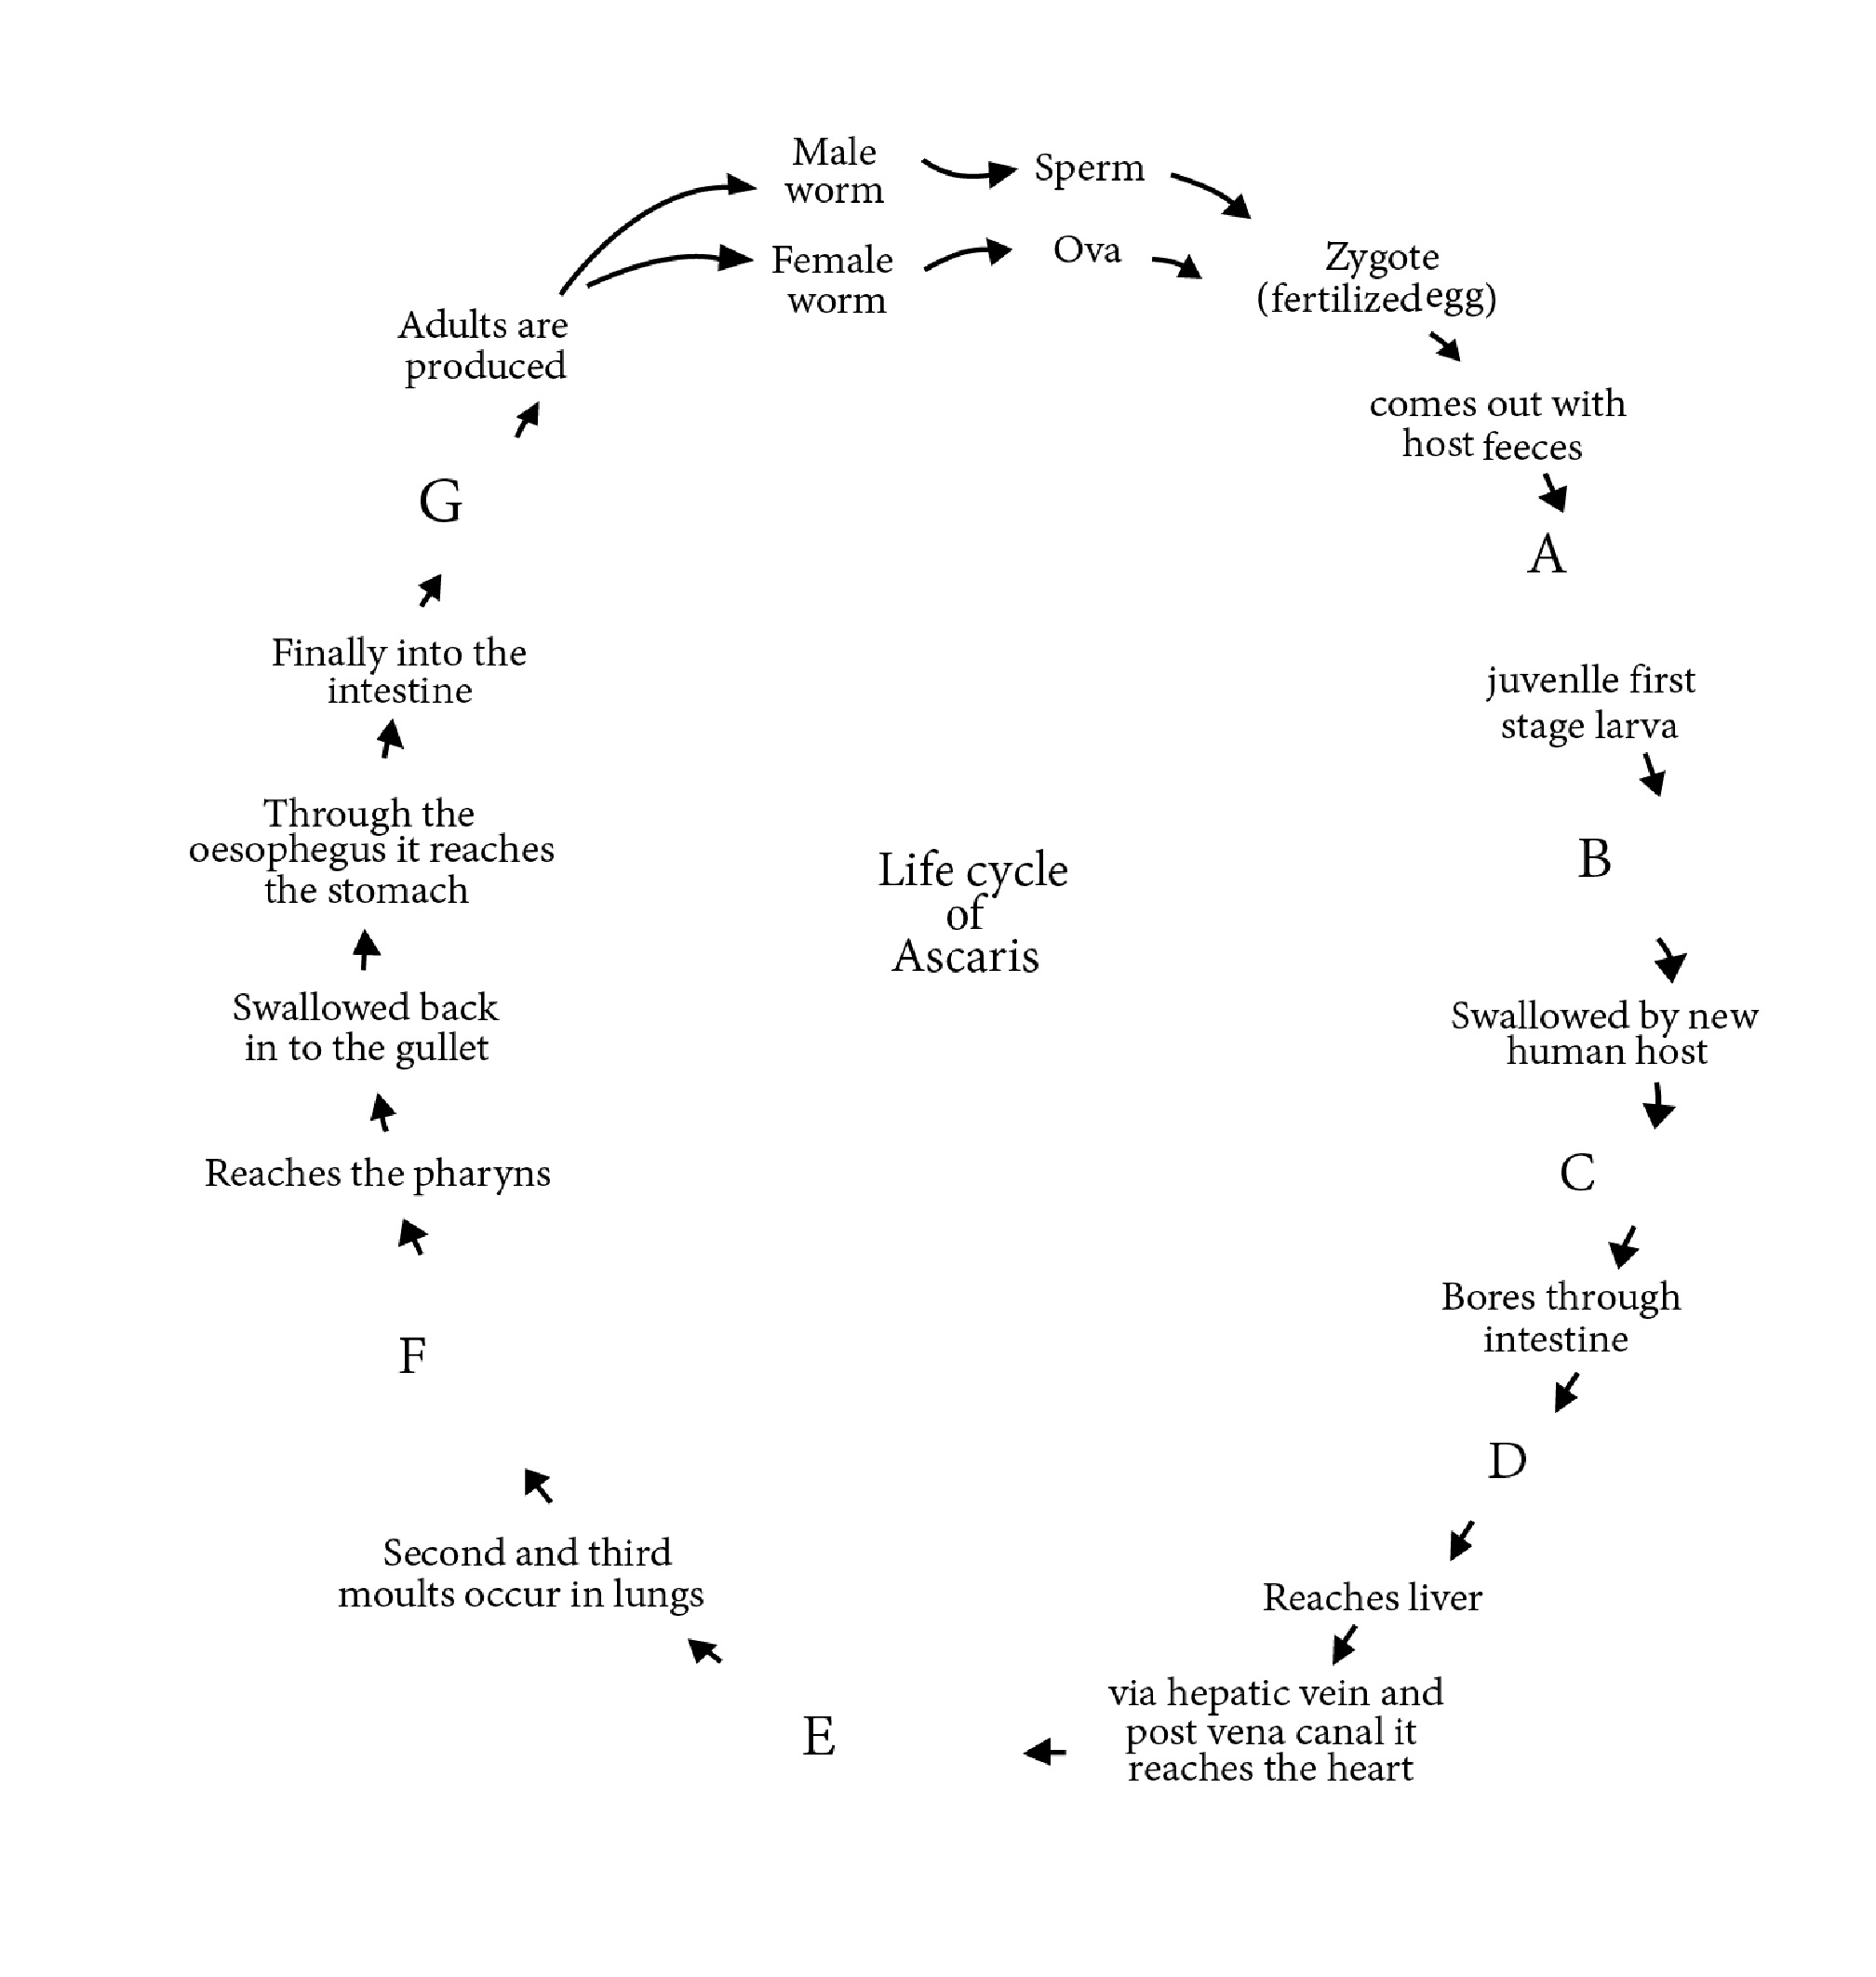 Male
worm
Sperm
Female
worm
Ova
Zygote
(fertilized egg)
comes out with
host feeces
A
juvenlle first
stage larva
B
Swallowed by new
human host
C
Bores through
intestine
D
Reaches liver
via hepatic vein and
post vena canal it
reaches the heart
E
Second and third
moults occur in lungs
F
Reaches the pharyns
Swallowed back
in to the gullet
Through the
oesophegus it reaches
the stomach
Finally into the
intestine
G
Adults are
produced
Life cycle
of
Ascaris